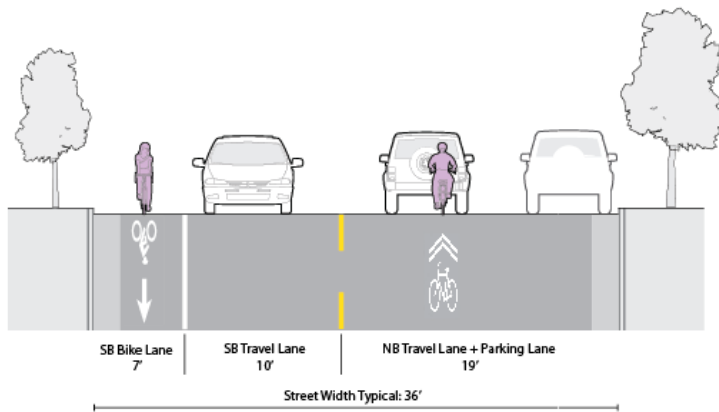 SB Bike Lane
7'
SB Travel Lane
10'
NB Travel Lane + Parking Lane
19'
Street Width Typical: 36'